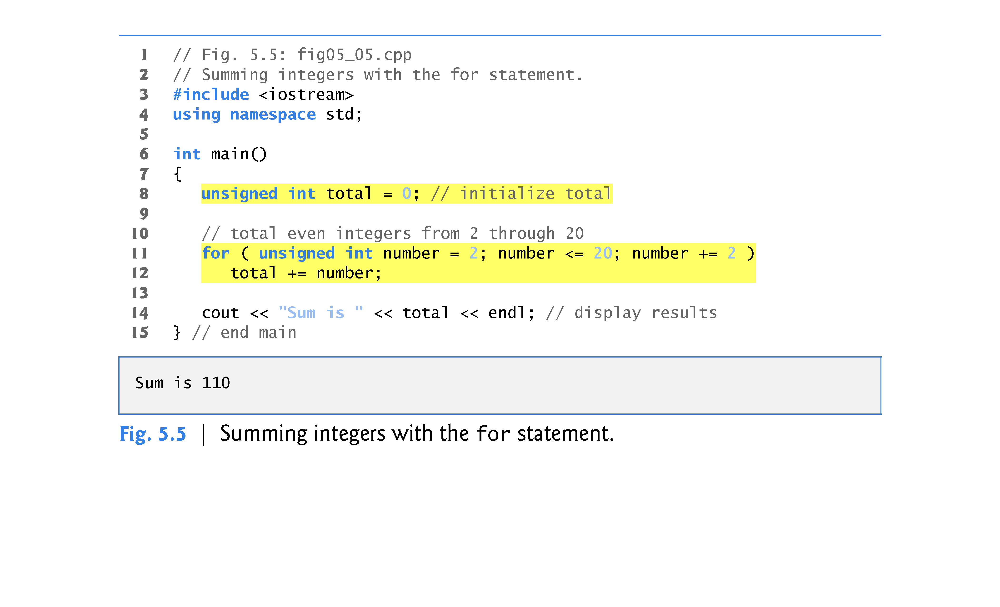 1 // Fig. 5.5: fig05_05.cpp
2 // Summing integers with the for statement.
3 #include <iostream>
4 using namespace std;
5
6 int main()
7 {
8    unsigned int total = 0; // initialize total
9
10    // total even integers from 2 through 20
11    for ( unsigned int number = 2; number <= 20; number += 2 )
12       total += number;
13
14    cout << "Sum is " << total << endl; // display results
15 } // end main
Sum is 110
Fig. 5.5 | Summing integers with the for statement.